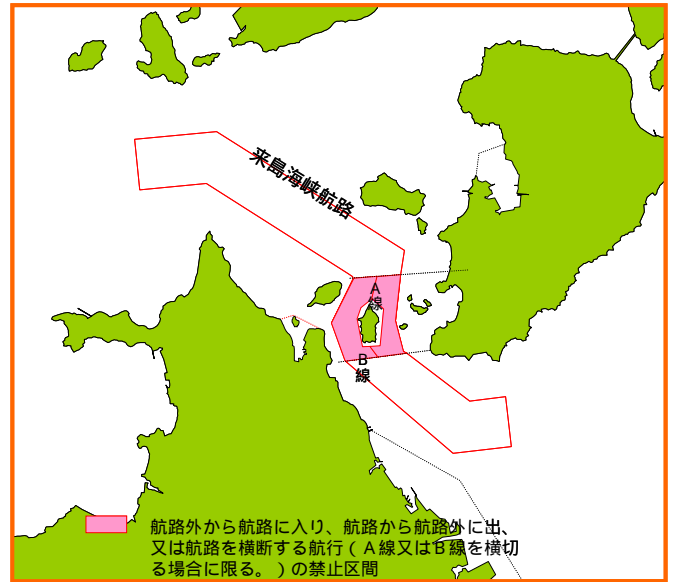 来島海峡航路
A線
B線
航路外から航路に入り、航路から航路外に出、
又は航路を横断する航行（A線又はB線を横切
る場合に限る。）の禁止区間